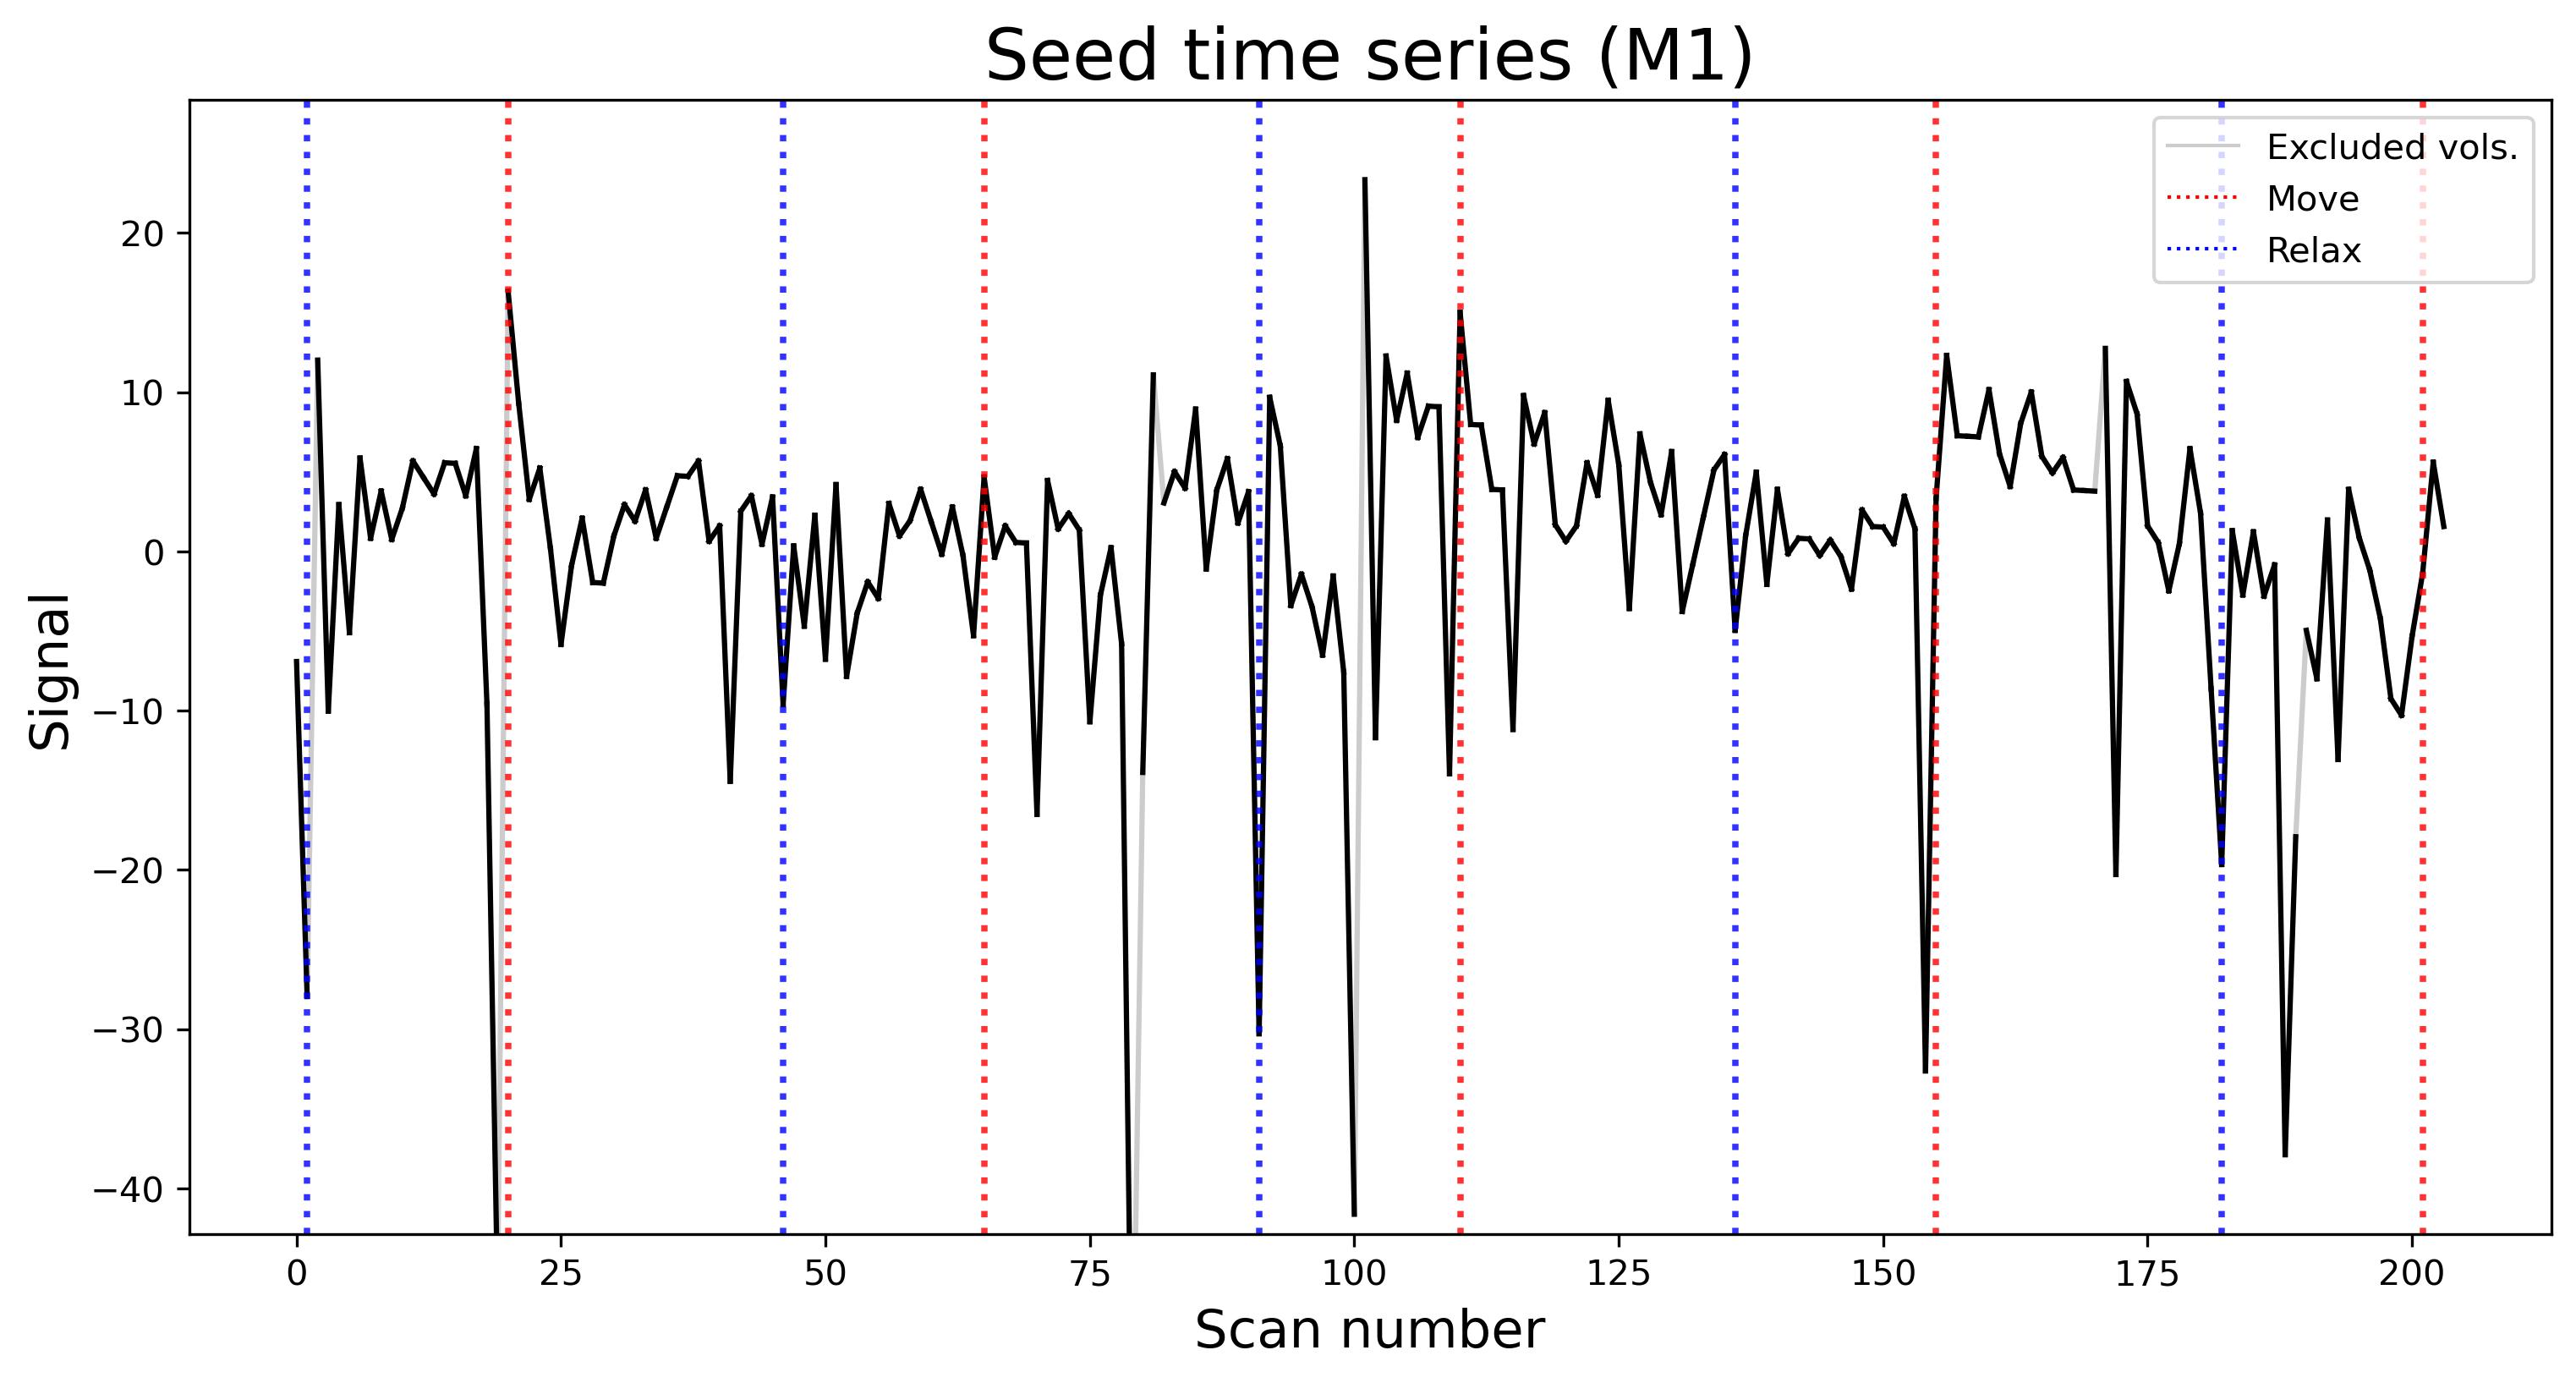 Seed time series (M1)
Excluded vols.
Move
Relax
Signal
20
10
0
−10
−20
−30
−40
0 25 50 75 100 125 150 175 200
Scan number